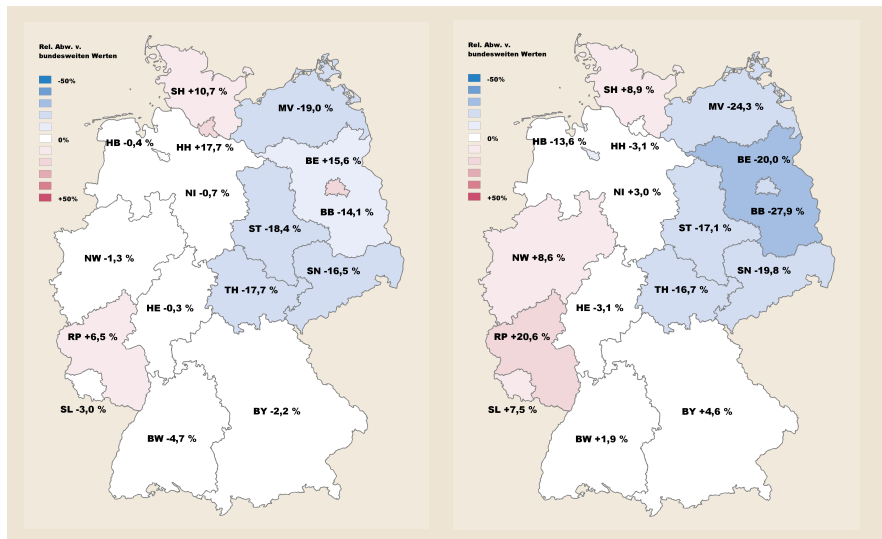 Rel. Abw. v.
bundesweiten Werten
-50%
0%
+50%
SH +10,7 %
MV -19,0 %
HB -0,4 %
HH +17,7 %
BE +15,6 %
NI -0,7 %
BB -14,1 %
ST -18,4 %
NW -1,3 %
SN -16,5 %
TH -17,7 %
HE -0,3 %
RP +6,5 %
SL -3,0 %
BY -2,2 %
BW -4,7 %
Rel. Abw. v.
bundesweiten Werten
-50%
0%
+50%
SH +8,9 %
MV -24,3 %
HB -13,6 %
HH -3,1 %
BE -20,0 %
NI +3,0 %
BB -27,9 %
ST -17,1 %
NW +8,6 %
SN -19,8 %
TH -16,7 %
HE -3,1 %
RP +20,6 %
SL +7,5 %
BY +4,6 %
BW +1,9 %